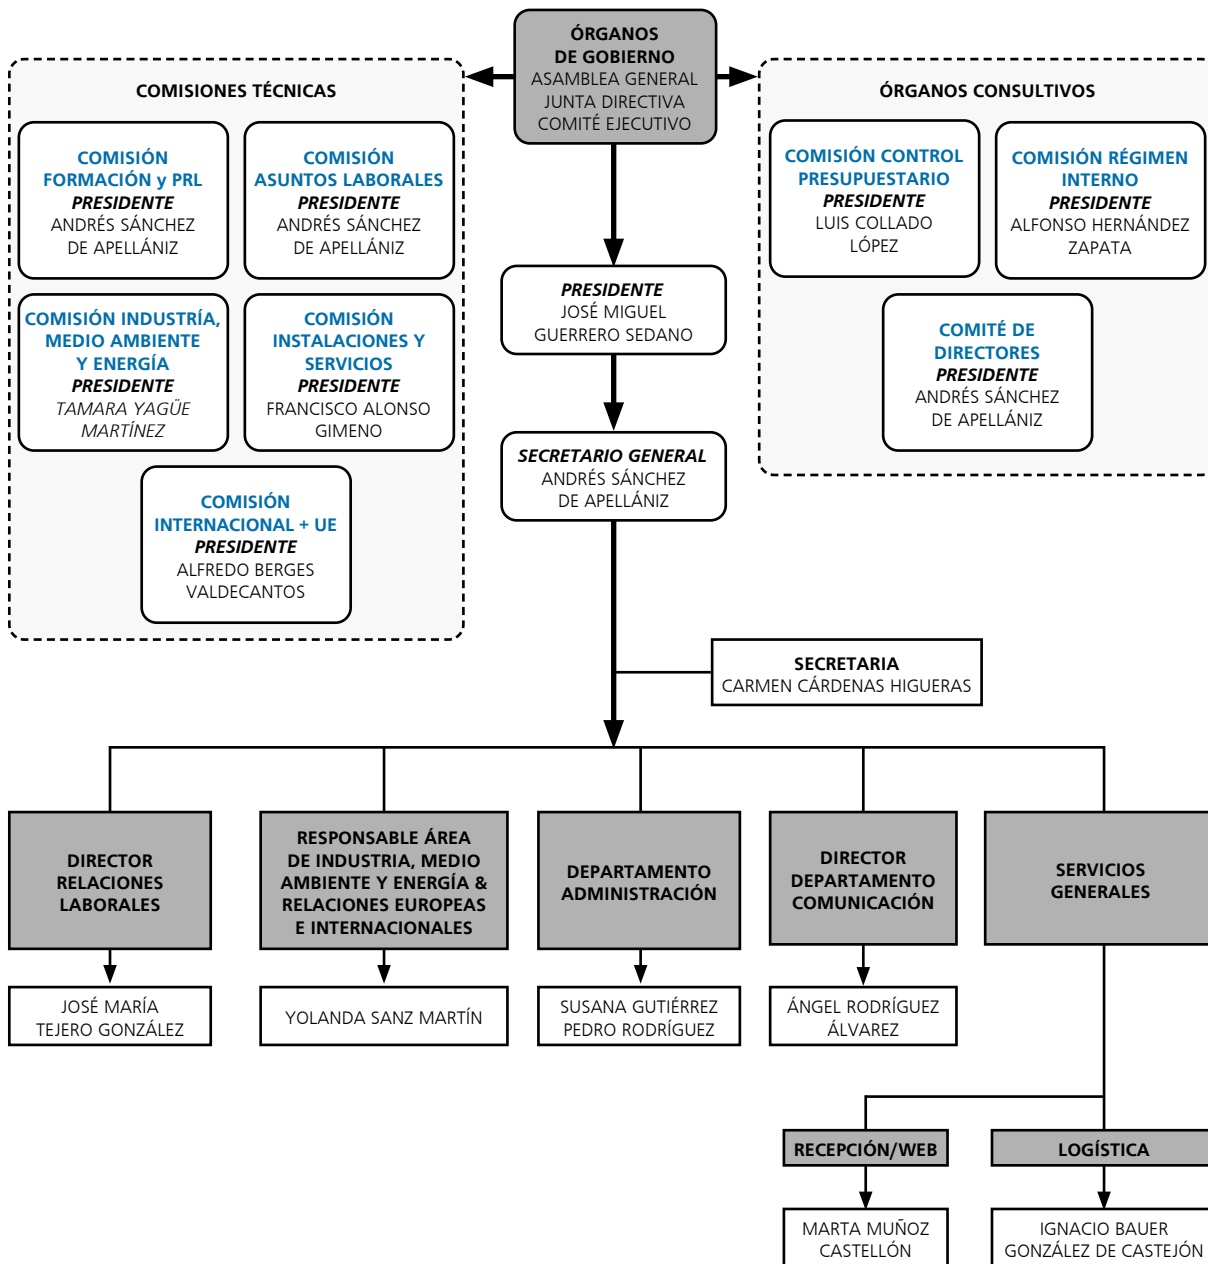 ÓRGANOS
DE GOBIERNO
ASAMBLEA GENERAL
JUNTA DIRECTIVA
COMITÉ EJECUTIVO
COMISIONES TÉCNICAS
COMISIÓN
FORMACIÓN y PRL
PRESIDENTE
ANDRÉS SÁNCHEZ
DE APELLÁNIZ
COMISIÓN
ASUNTOS LABORALES
PRESIDENTE
ANDRÉS SÁNCHEZ
DE APELLÁNIZ
COMISIÓN INDUSTRÍA,
MEDIO AMBIENTE
Y ENERGÍA
PRESIDENTE
TAMARA YAGÜE
MARTÍNEZ
COMISIÓN
INSTALACIONES Y
SERVICIOS
PRESIDENTE
FRANCISCO ALONSO
GIMENO
COMISIÓN
INTERNACIONAL + UE
PRESIDENTE
ALFREDO BERGES
VALDECANTOS
ÓRGANOS CONSULTIVOS
COMISIÓN CONTROL
PRESUPUESTARIO
PRESIDENTE
LUIS COLLADO
LÓPEZ
COMISIÓN RÉGIMEN
INTERNO
PRESIDENTE
ALFONSO HERNÁNDEZ
ZAPATA
COMITÉ DE
DIRECTORES
PRESIDENTE
ANDRÉS SÁNCHEZ
DE APELLÁNIZ
PRESIDENTE
JOSÉ MIGUEL
GUERRERO SEDANO
SECRETARIO GENERAL
ANDRÉS SÁNCHEZ
DE APELLÁNIZ
SECRETARIA
CARMEN CÁRDENAS HIGUERAS
DIRECTOR
RELACIONES
LABORALES
JOSÉ MARÍA
TEJERO GONZÁLEZ
RESPONSABLE ÁREA
DE INDUSTRIA, MEDIO
AMBIENTE Y ENERGÍA &
RELACIONES EUROPEAS
E INTERNACIONALES
YOLANDA SANZ MARTÍN
DEPARTAMENTO
ADMINISTRACIÓN
SUSANA GUTIÉRREZ
PEDRO RODRÍGUEZ
DIRECTOR
DEPARTAMENTO
COMUNICACIÓN
ÁNGEL RODRÍGUEZ
ÁLVAREZ
SERVICIOS
GENERALES
RECEPCIÓN/WEB
MARTA MUÑOZ
CASTELLÓN
LOGÍSTICA
IGNACIO BAUER
GONZÁLEZ DE CASTEJÓN